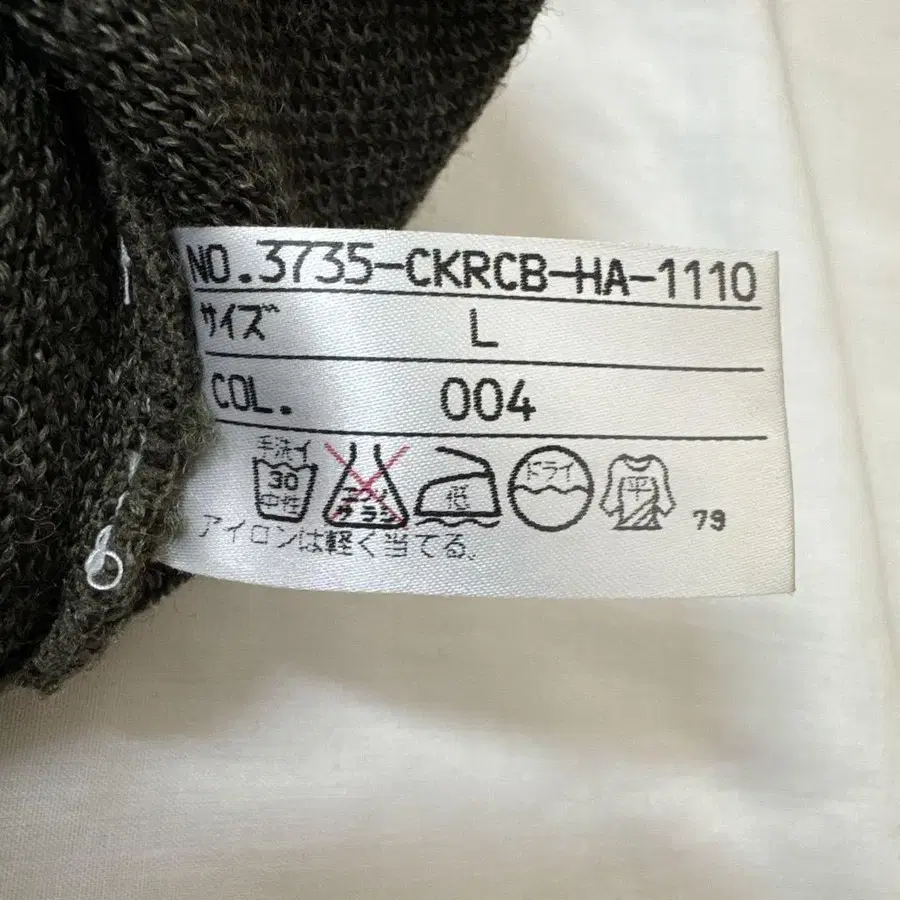 NO.3735-CKRCB-HA-1110
サイズ L
COL. 004
手洗イ
30
中性
エンソ
サラシ
低
ドライ
平
79
アイロンは軽く当てる.